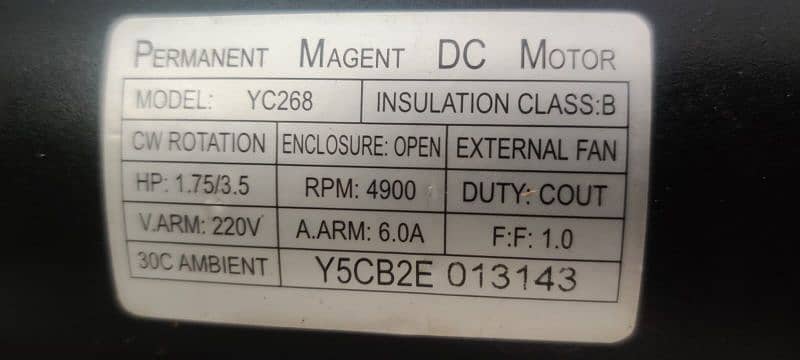 PERMANENT MAGENT DC MOTOR
MODEL: YC268 INSULATION CLASS:B
CW ROTATION ENCLOSURE: OPEN EXTERNAL FAN
HP: 1.75/3.5 RPM: 4900 DUTY: COUT
V.ARM: 220V A.ARM: 6.0A F:F: 1.0
30C AMBIENT Y5CB2E 013143